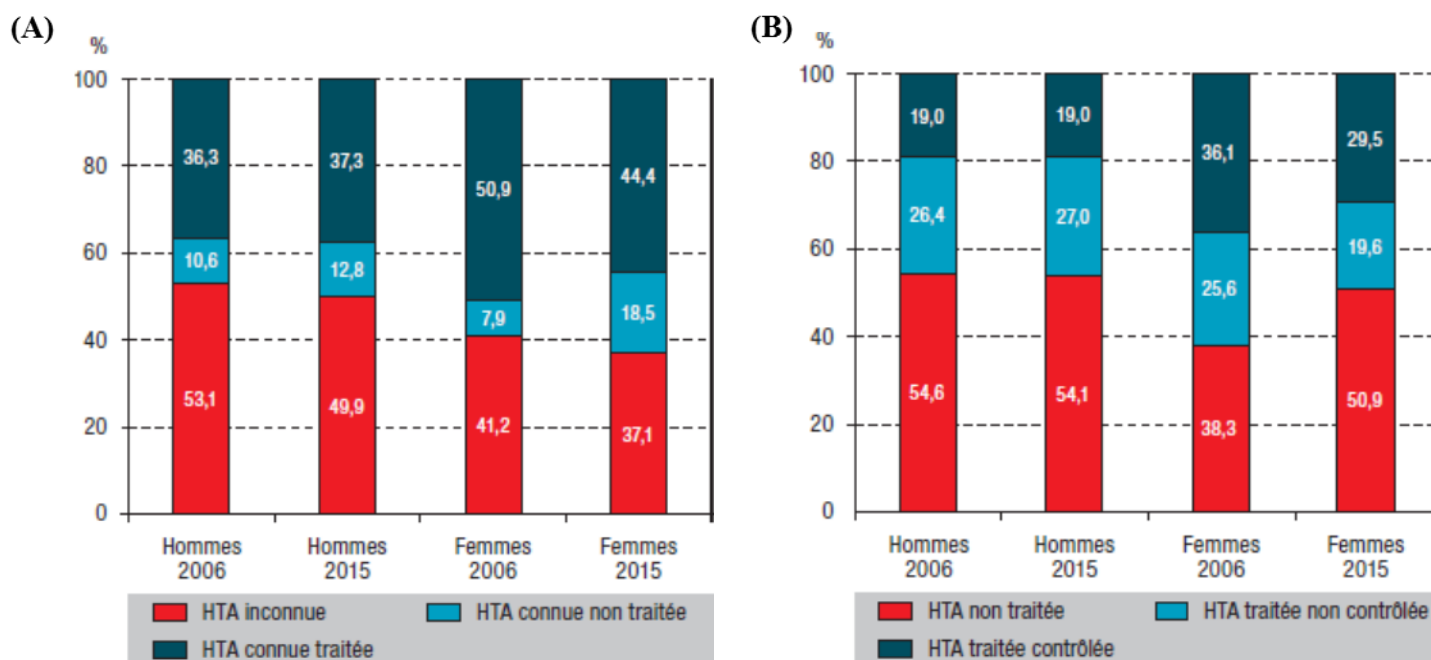 (A)
%
100
80
60
40
20
0
36,3
10,6
53,1
37,3
12,8
49,9
50,9
7,9
41,2
44,4
18,5
37,1
Hommes
2006
Hommes
2015
Femmes
2006
Femmes
2015
HTA inconnue
HTA connue non traitée
HTA connue traitée
(B)
%
100
80
60
40
20
0
19,0
26,4
54,6
19,0
27,0
54,1
36,1
25,6
38,3
29,5
19,6
50,9
Hommes
2006
Hommes
2015
Femmes
2006
Femmes
2015
HTA non traitée
HTA traitée non contrôlée
HTA traitée contrôlée